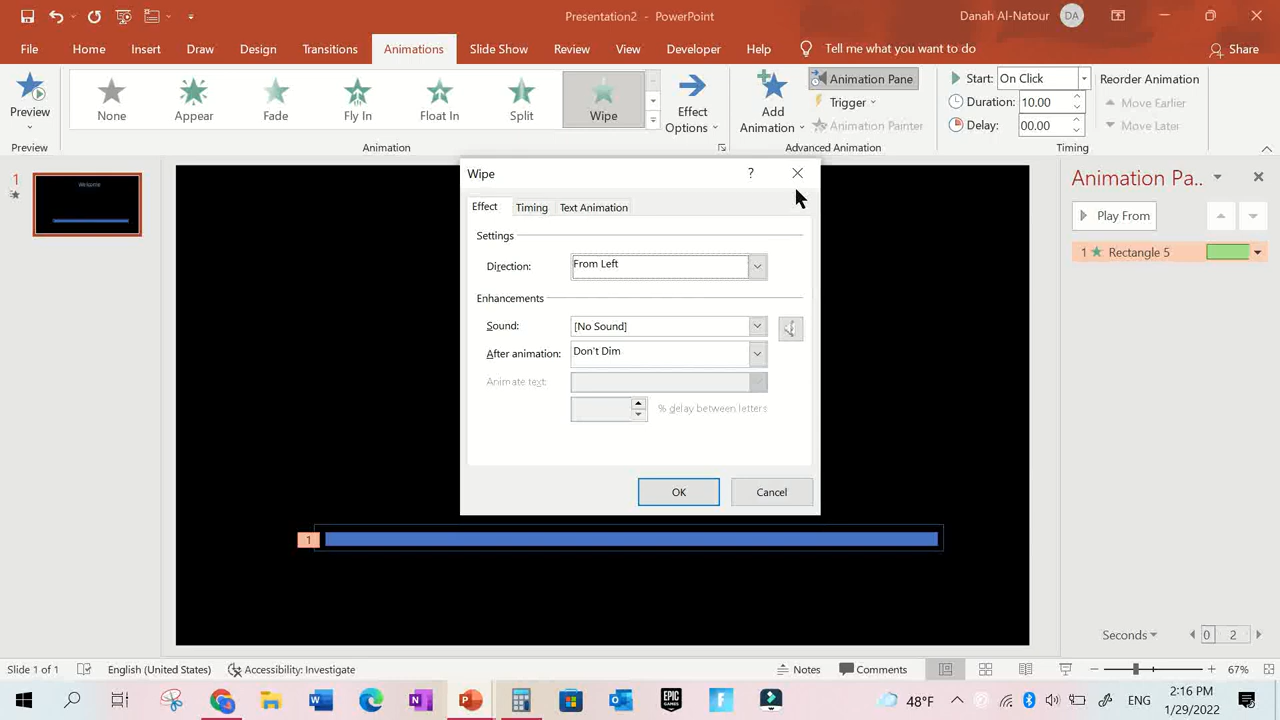 Presentation2 - PowerPoint
Danah Al-Natour
DA
File
Home
Insert
Draw
Design
Transitions
Animations
Slide Show
Review
View
Developer
Help
Tell me what you want to do
Share
Preview
None
Appear
Fade
Fly In
Float In
Split
Wipe
Effect
Options
Add
Animation
Animation Pane
Trigger
Animation Painter
Start:
On Click
Duration:
10.00
Delay:
00.00
Reorder Animation
Move Earlier
Move Later
Preview
Animation
Advanced Animation
Timing
1
Welcome
Wipe
?
Effect
Timing
Text Animation
Settings
Direction:
From Left
Enhancements
Sound:
[No Sound]
After animation:
Don't Dim
Animate text:
% delay between letters
OK
Cancel
1
Animation Pa..
Play From
1
Rectangle 5
Seconds
0
2
Slide 1 of 1
English (United States)
Accessibility: Investigate
Notes
Comments
67%
48°F
ENG
2:16 PM
1/29/2022
W
N
P
EPIC
GAMES